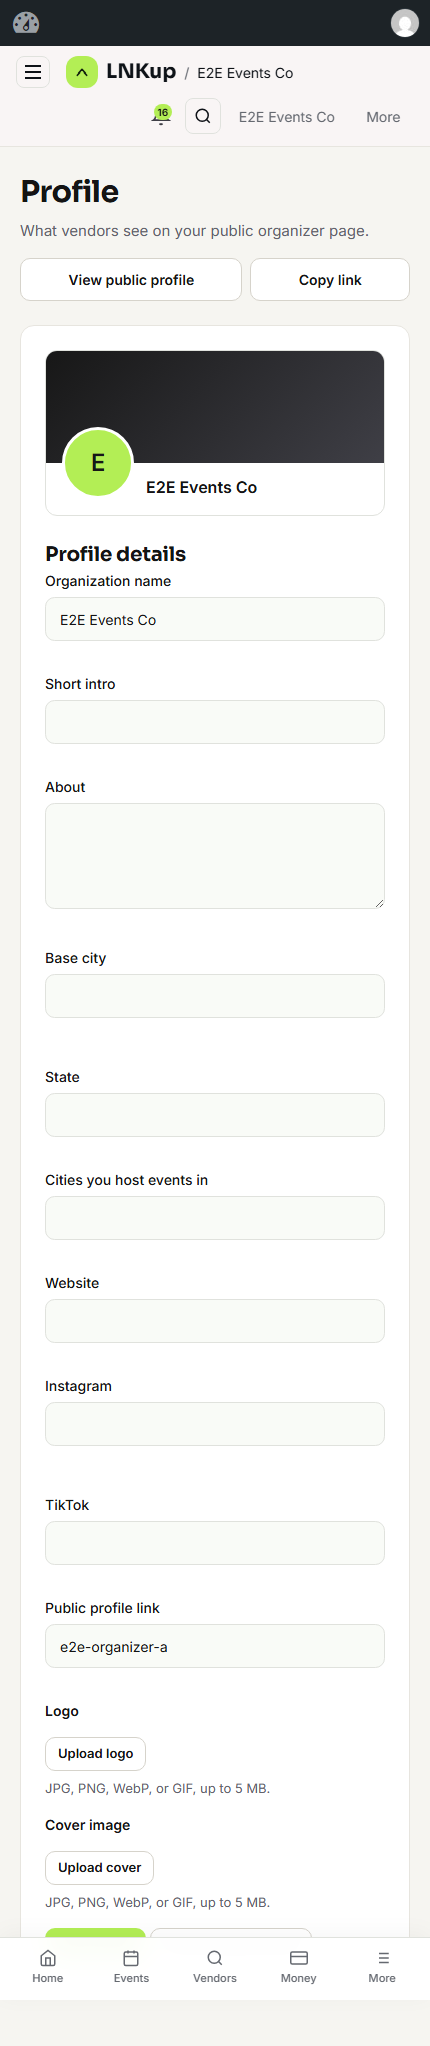 LNKup / E2E Events Co
16
E2E Events Co
More
Profile
What vendors see on your public organizer page.
View public profile
Copy link
E
E2E Events Co
Profile details
Organization name
E2E Events Co
Short intro
About
Base city
State
Cities you host events in
Website
Instagram
TikTok
Public profile link
e2e-organizer-a
Logo
Upload logo
JPG, PNG, WebP, or GIF, up to 5 MB.
Cover image
Upload cover
JPG, PNG, WebP, or GIF, up to 5 MB.
Home
Events
Vendors
Money
More